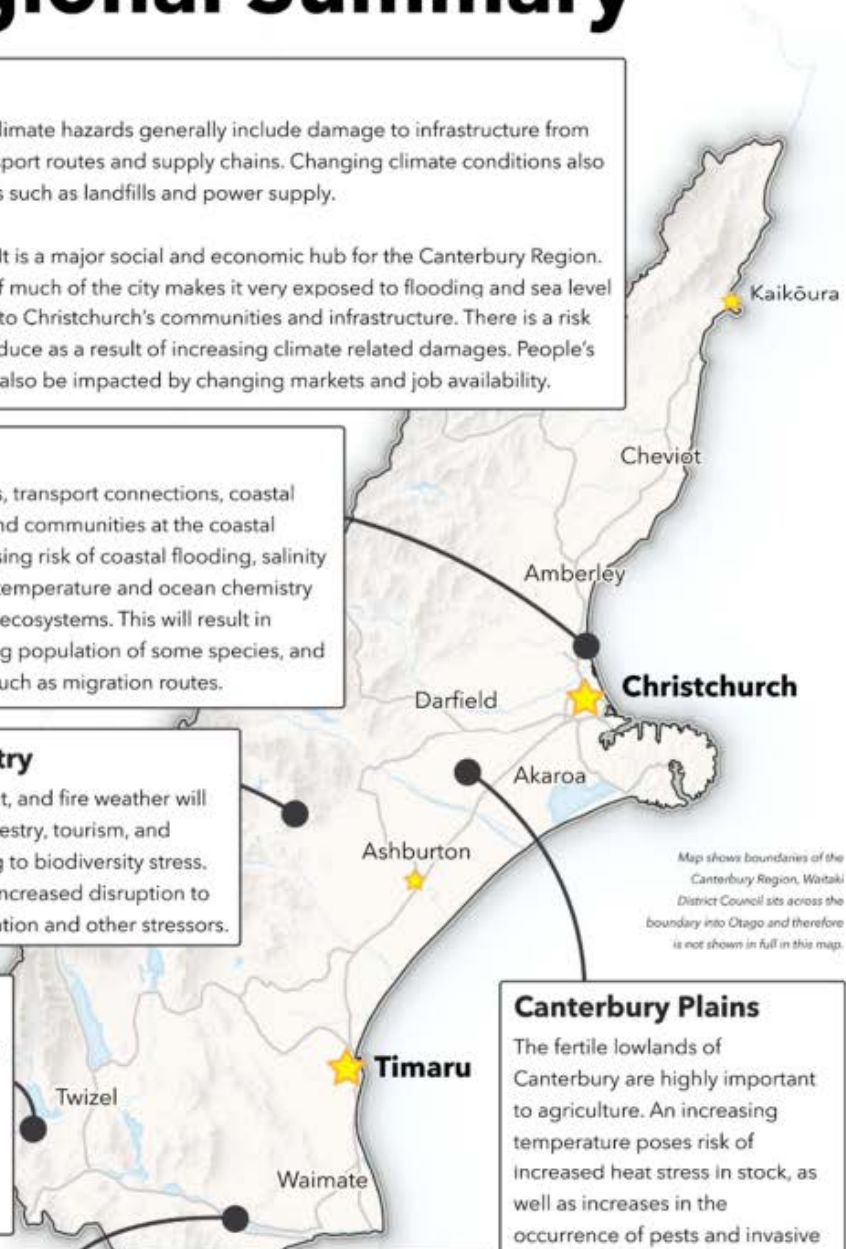 gional Summary
limate hazards generally include damage to infrastructure from
sport routes and supply chains. Changing climate conditions also
s such as landfills and power supply.
It is a major social and economic hub for the Canterbury Region.
f much of the city makes it very exposed to flooding and sea level
to Christchurch's communities and infrastructure. There is a risk
duce as a result of increasing climate related damages. People's
also be impacted by changing markets and job availability.
Kaikōura
Cheviot
s, transport connections, coastal
nd communities at the coastal
sing risk of coastal flooding, salinity
temperature and ocean chemistry
ecosystems. This will result in
g population of some species, and
uch as migration routes.
Amberley
Christchurch
Darfield
Akaroa
try
t, and fire weather will
estry, tourism, and
g to biodiversity stress.
ncreased disruption to
ation and other stressors.
Ashburton
Map shows boundaries of the
Canterbury Region, Waitaki
District Council sits across the
boundary into Otago and therefore
is not shown in full in this map.
Timaru
Twizel
Waimate
Canterbury Plains
The fertile lowlands of
Canterbury are highly important
to agriculture. An increasing
temperature poses risk of
increased heat stress in stock, as
well as increases in the
occurrence of pests and invasive